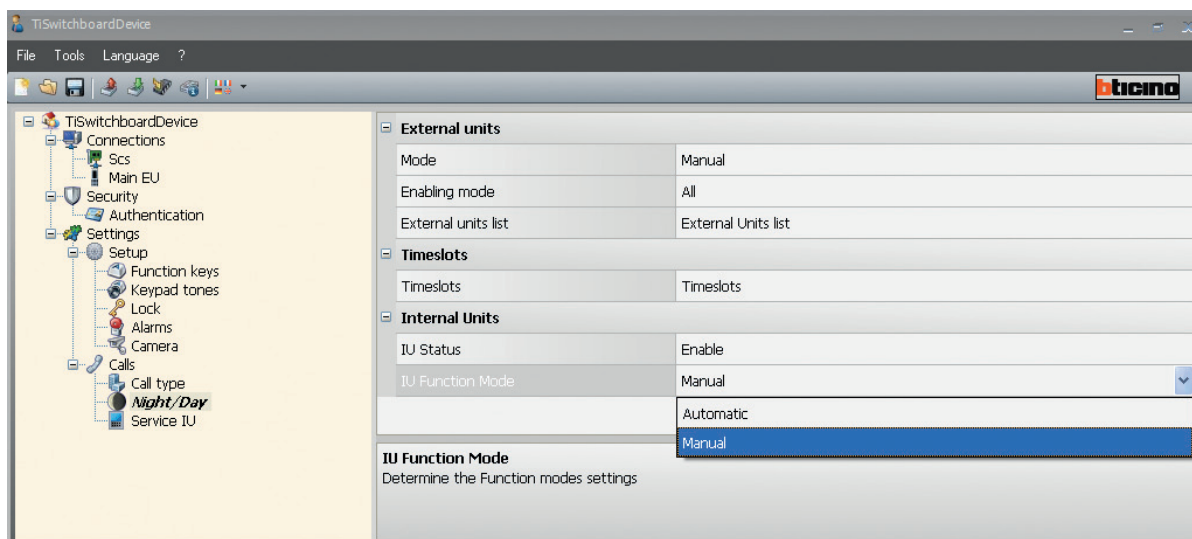 TiSwitchboardDevice
File Tools Language ?
bticino
TiSwitchboardDevice
Connections
Scs
Main EU
Security
Authentication
Settings
Setup
Function keys
Keypad tones
Lock
Alarms
Camera
Calls
Call type
Night/Day
Service IU
External units
Mode Manual
Enabling mode All
External units list External Units list
Timeslots
Timeslots Timeslots
Internal Units
IU Status Enable
IU Function Mode Manual
Automatic
Manual
IU Function Mode
Determine the Function modes settings